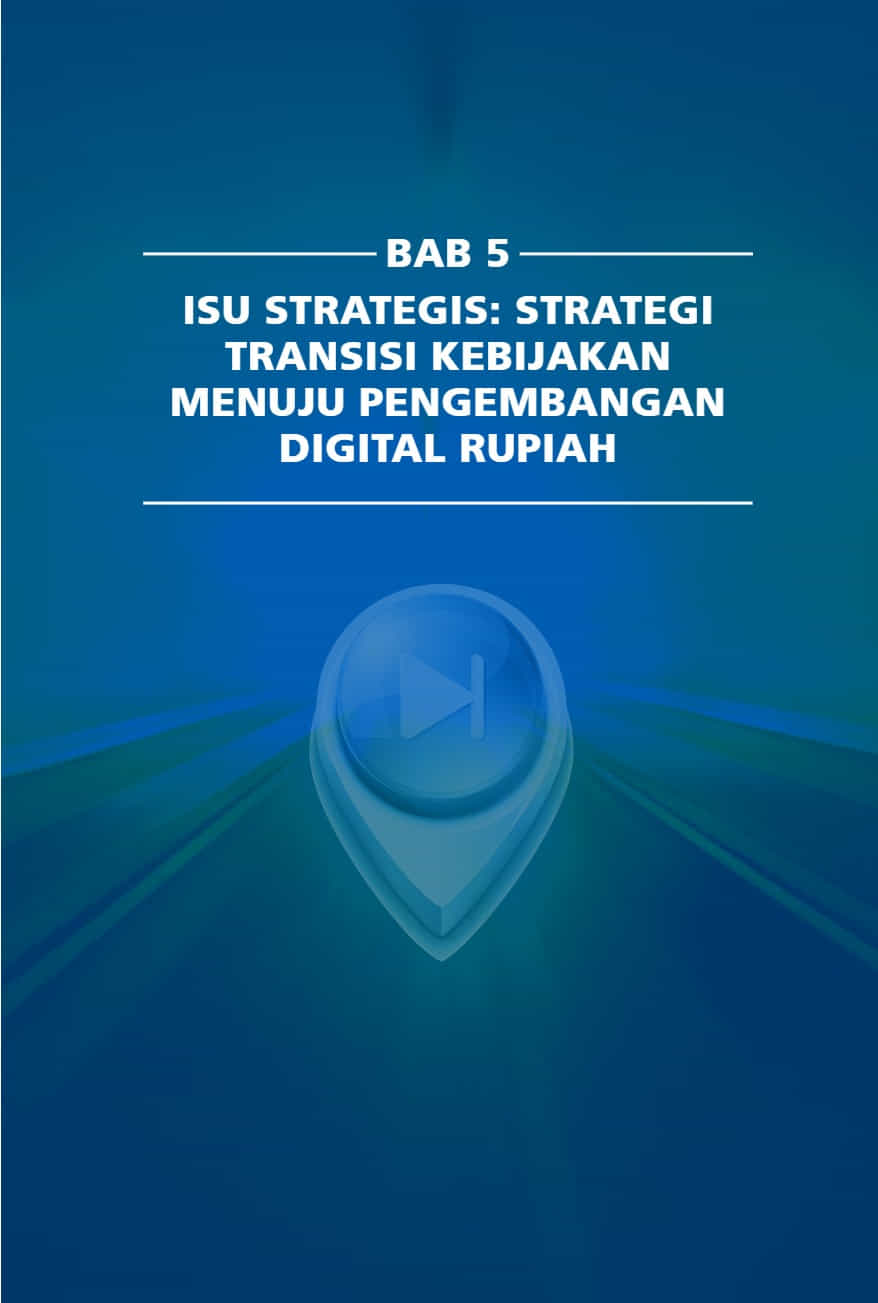 BAB 5
ISU STRATEGIS: STRATEGI
TRANSISI KEBIJAKAN
MENUJU PENGEMBANGAN
DIGITAL RUPIAH